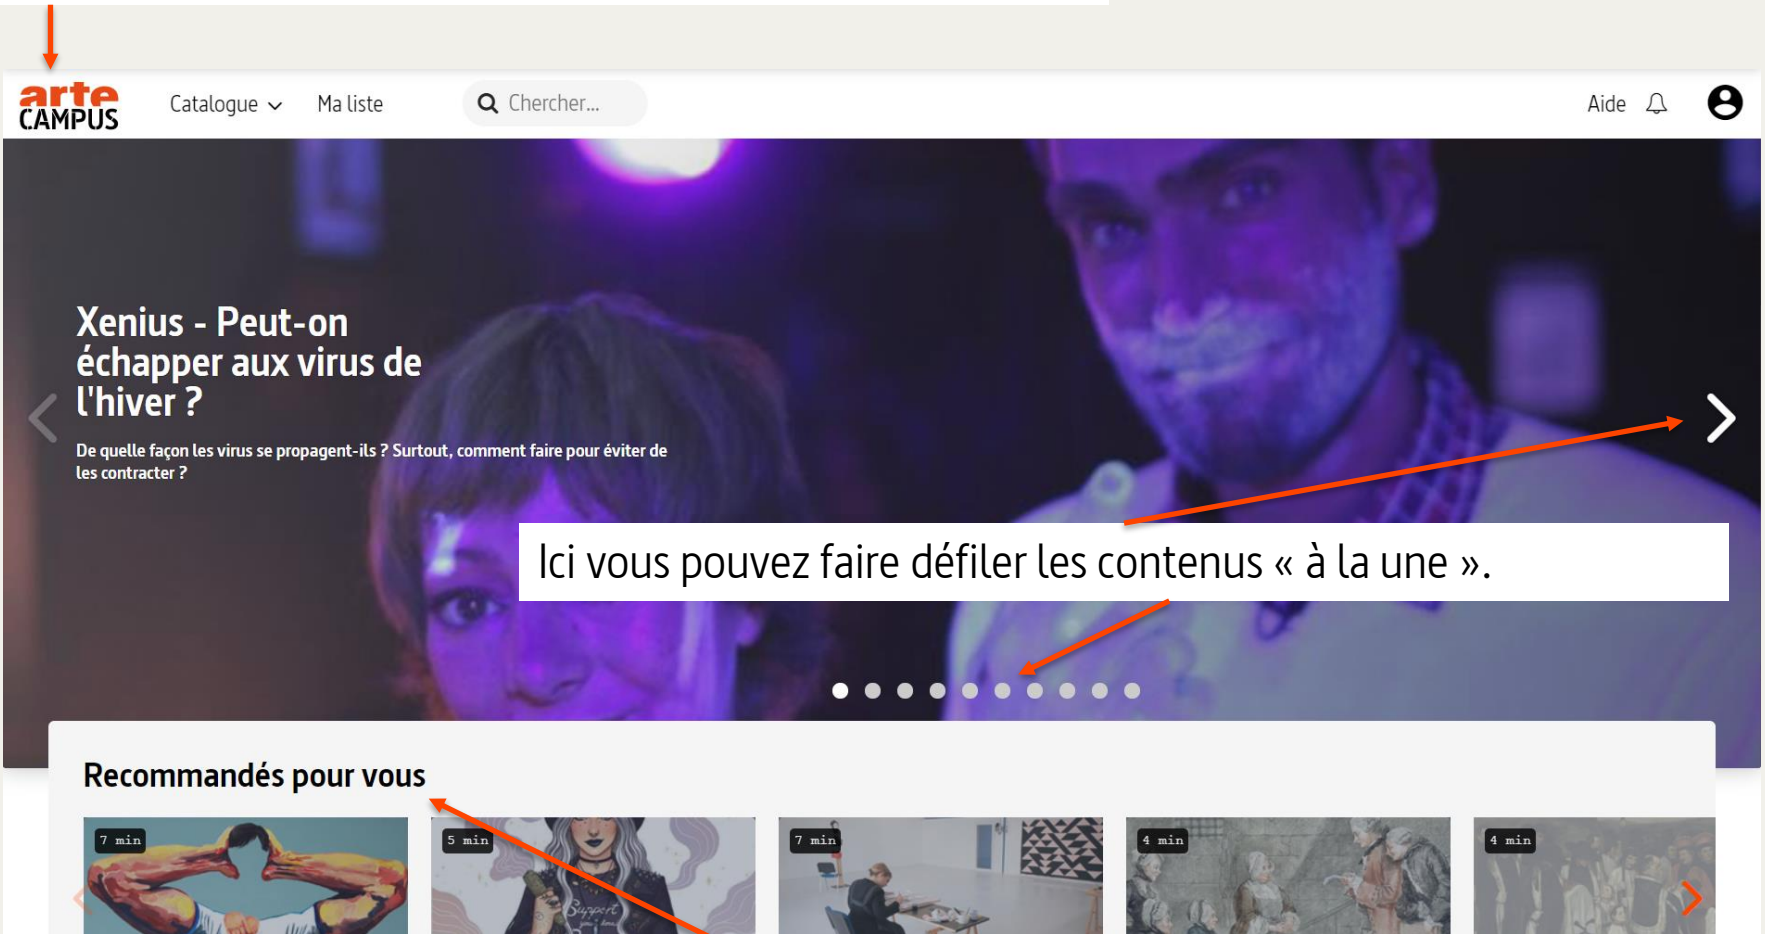 arte
CAMPUS
Catalogue
Ma liste
Chercher...
Aide
Xenius - Peut-on
échapper aux virus de
l'hiver ?
De quelle façon les virus se propagent-ils ? Surtout, comment faire pour éviter de
les contracter ?
Ici vous pouvez faire défiler les contenus « à la une ».
Recommandés pour vous
7 min
5 min
7 min
4 min
4 min
Support